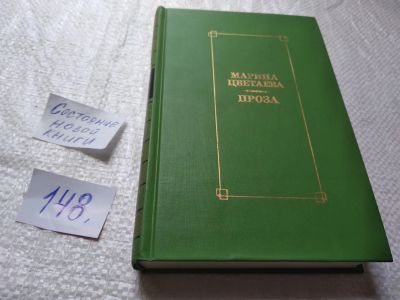 МАРИНА
ЦВЕТАЕВА
ПРОЗА
Состояние
новой
книги
148,